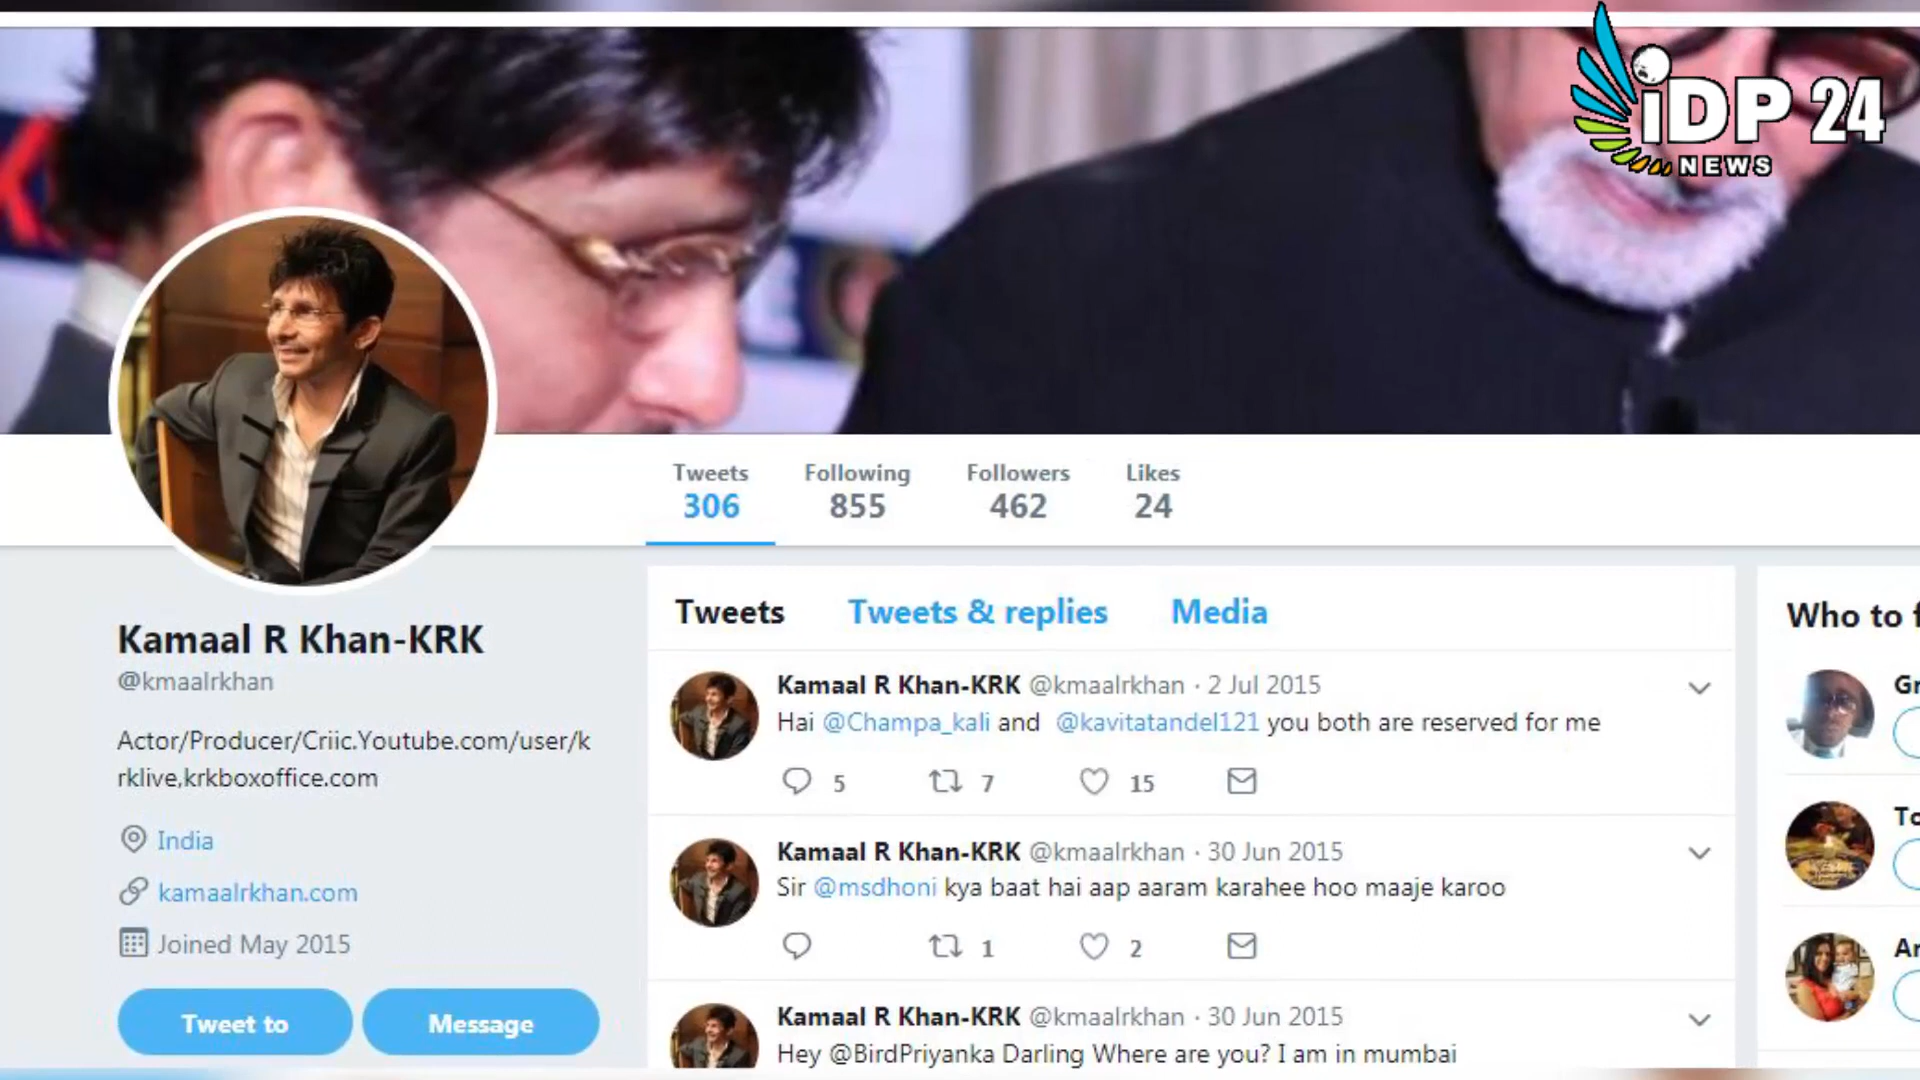 iDP 24
NEWS
Tweets
306
Following
855
Followers
462
Likes
24
Kamaal R Khan-KRK
@kmaalrkhan
Actor/Producer/Criic.Youtube.com/user/k
rklive,krkboxoffice.com
India
kamaalrkhan.com
Joined May 2015
Tweet to
Message
Tweets
Tweets & replies
Media
Kamaal R Khan-KRK @kmaalrkhan · 2 Jul 2015
Hai @Champa_kali and @kavitatandel121 you both are reserved for me
5
7
15
Kamaal R Khan-KRK @kmaalrkhan · 30 Jun 2015
Sir @msdhoni kya baat hai aap aaram karahee hoo maaje karoo
1
2
Kamaal R Khan-KRK @kmaalrkhan · 30 Jun 2015
Hey @BirdPriyanka Darling Where are you? I am in mumbai
Who to